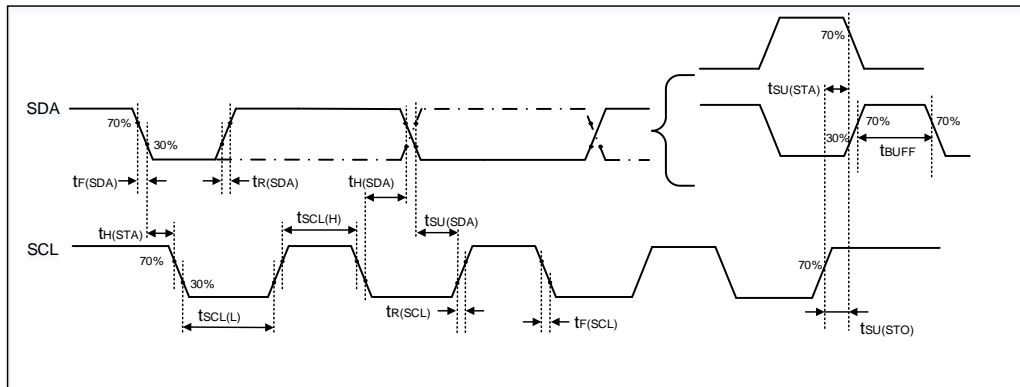 70%
tSU(STA)
SDA
70%
30%
30%
70%
70%
tBUFF
tF(SDA)
tR(SDA)
tH(SDA)
tH(STA)
tSCL(H)
tSU(SDA)
SCL
70%
30%
70%
tSCL(L)
tR(SCL)
tF(SCL)
tSU(STO)